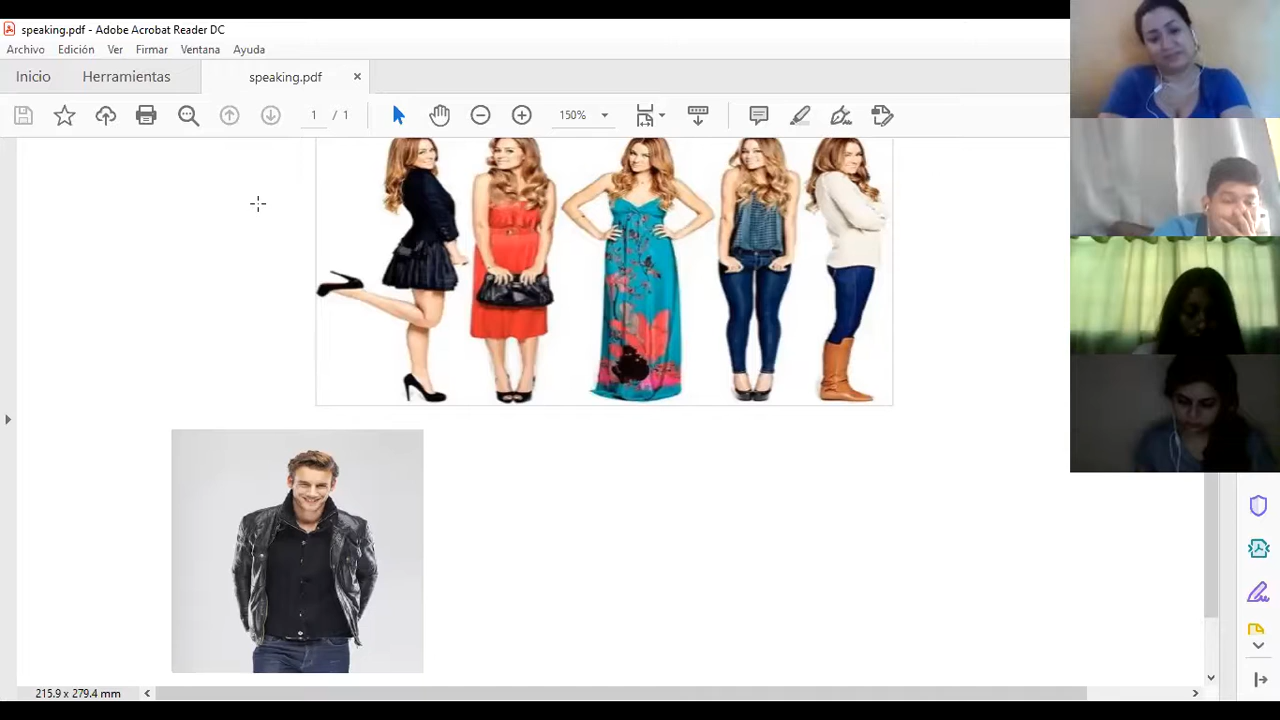 speaking.pdf - Adobe Acrobat Reader DC
Archivo Edición Ver Firmar Ventana Ayuda
Inicio Herramientas speaking.pdf ×
1 / 1 150%
215.9 x 279.4 mm